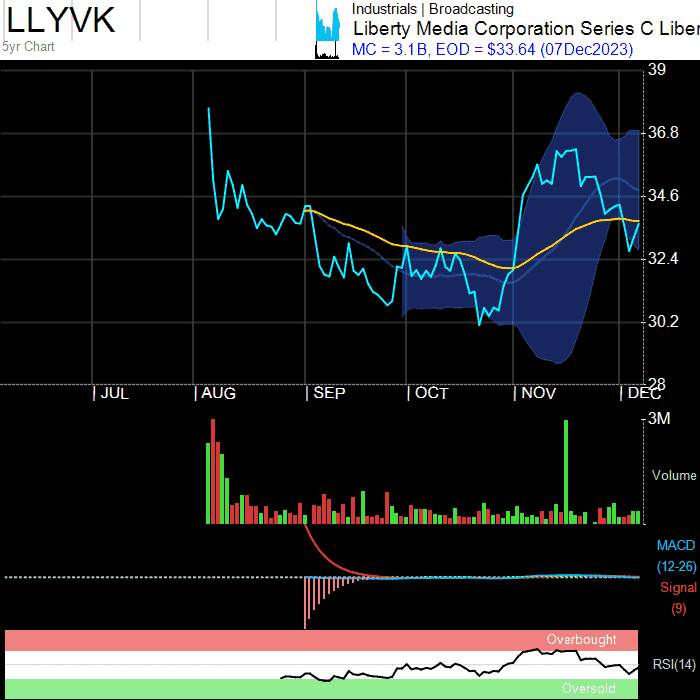 LLYVK
5yr Chart
Industrials | Broadcasting
Liberty Media Corporation Series C Liber
MC = 3.1B, EOD = $33.64 (07Dec2023)
39
36.8
34.6
32.4
30.2
28
JUL AUG SEP OCT NOV DEC
3M
Volume
MACD
(12-26)
Signal
(9)
Overbought
RSI(14)
Oversold